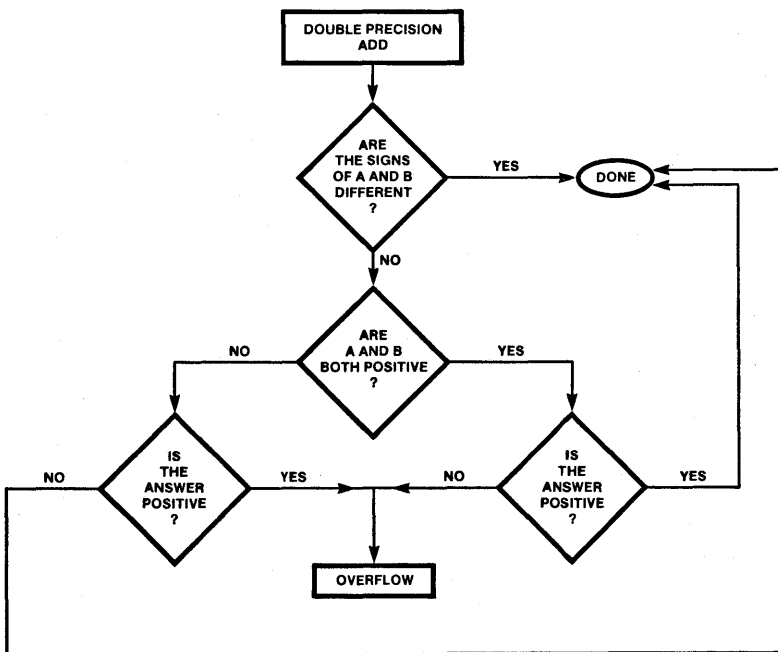 DOUBLE PRECISION
ADD
ARE
THE SIGNS
OF A AND B
DIFFERENT
?
YES
DONE
NO
ARE
A AND B
BOTH POSITIVE
?
NO
YES
IS
THE
ANSWER
POSITIVE
?
NO
YES
IS
THE
ANSWER
POSITIVE
?
NO
YES
OVERFLOW